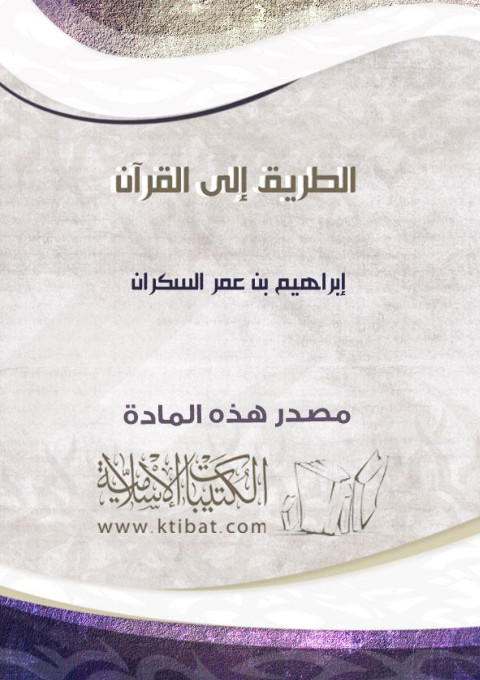 الطريق إلى القرآن
إبراهيم بن عمر السكران
مصدر هذه المادة
الكتيبات الإسلامية
www.ktibat.com